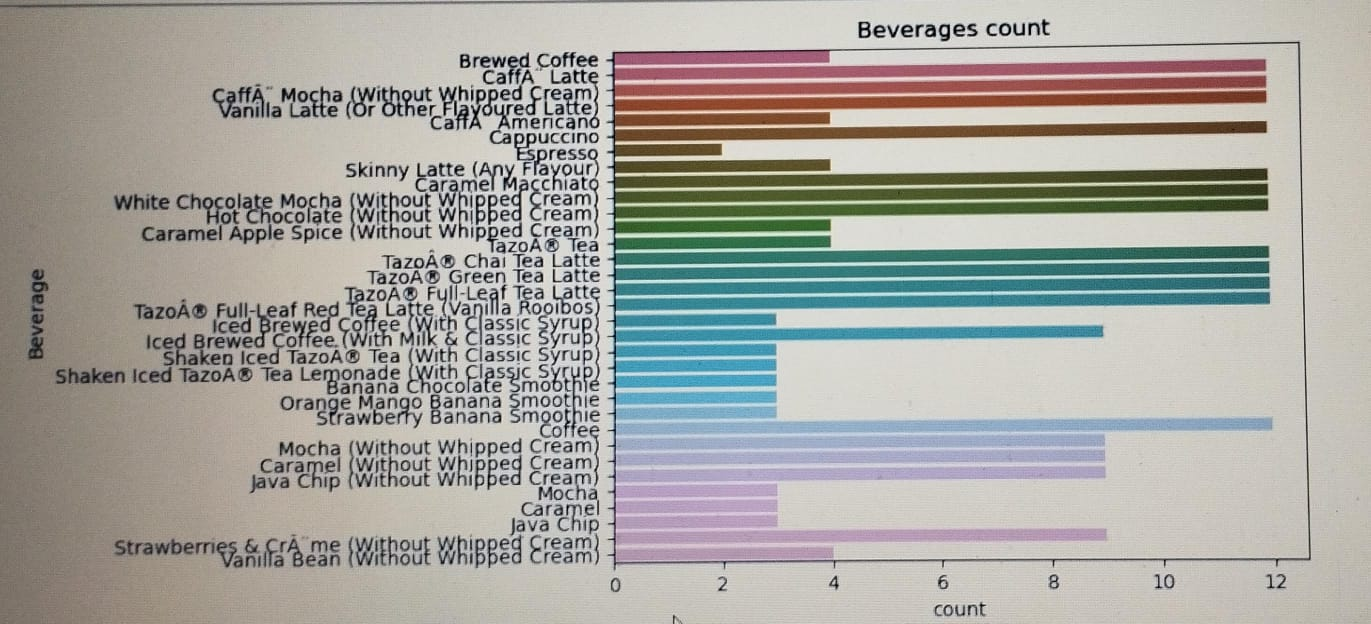 Beverages count
Brewed Coffee
CaffÃ¨ Latte
CaffÃ¨ Mocha (Without Whipped Cream)
Vanilla Latte (Or Other Flavoured Latte)
CaffÃ¨ Americano
Cappuccino
Espresso
Skinny Latte (Any Flavour)
Caramel Macchiato
White Chocolate Mocha (Without Whipped Cream)
Hot Chocolate (Without Whipped Cream)
Caramel Apple Spice (Without Whipped Cream)
TazoÂ® Tea
TazoÂ® Chai Tea Latte
TazoÂ® Green Tea Latte
TazoÂ® Full-Leaf Tea Latte
TazoÂ® Full-Leaf Red Tea Latte (Vanilla Rooibos)
Iced Brewed Coffee (With Classic Syrup)
Iced Brewed Coffee (With Milk & Classic Syrup)
Shaken Iced TazoÂ® Tea (With Classic Syrup)
Shaken Iced TazoÂ® Tea Lemonade (With Classic Syrup)
Banana Chocolate Smoothie
Orange Mango Banana Smoothie
Strawberry Banana Smoothie
Coffee
Mocha (Without Whipped Cream)
Caramel (Without Whipped Cream)
Java Chip (Without Whipped Cream)
Mocha
Caramel
Java Chip
Strawberries & CrÃ¨me (Without Whipped Cream)
Vanilla Bean (Without Whipped Cream)
Beverage
0 2 4 6 8 10 12
count